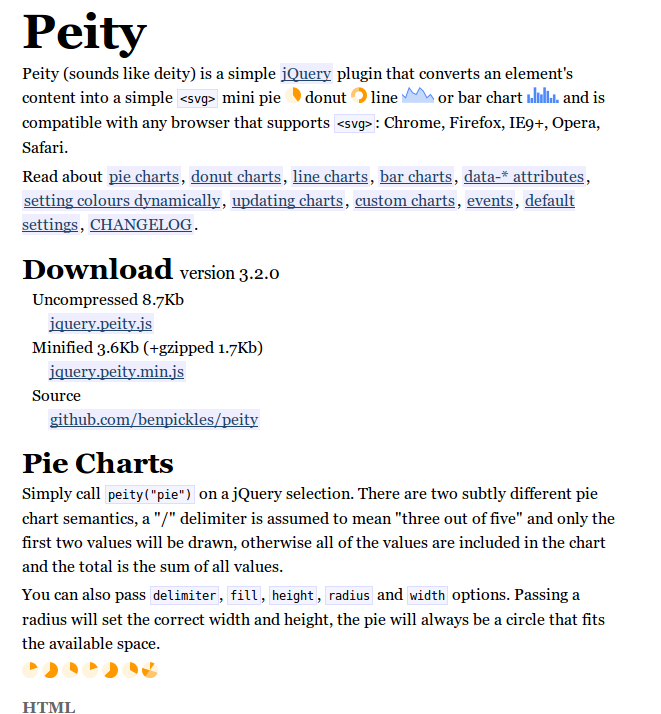 Peity
Peity (sounds like deity) is a simple jQuery plugin that converts an element's
content into a simple <svg> mini pie donut line or bar chart and is
compatible with any browser that supports <svg>: Chrome, Firefox, IE9+, Opera,
Safari.
Read about pie charts, donut charts, line charts, bar charts, data-* attributes,
setting colours dynamically, updating charts, custom charts, events, default
settings, CHANGELOG.
Download version 3.2.0
Uncompressed 8.7Kb
jquery.peity.js
Minified 3.6Kb (+gzipped 1.7Kb)
jquery.peity.min.js
Source
github.com/benpickles/peity
Pie Charts
Simply call peity("pie") on a jQuery selection. There are two subtly different pie
chart semantics, a "/" delimiter is assumed to mean "three out of five" and only the
first two values will be drawn, otherwise all of the values are included in the chart
and the total is the sum of all values.
You can also pass delimiter, fill, height, radius and width options. Passing a
radius will set the correct width and height, the pie will always be a circle that fits
the available space.
HTML